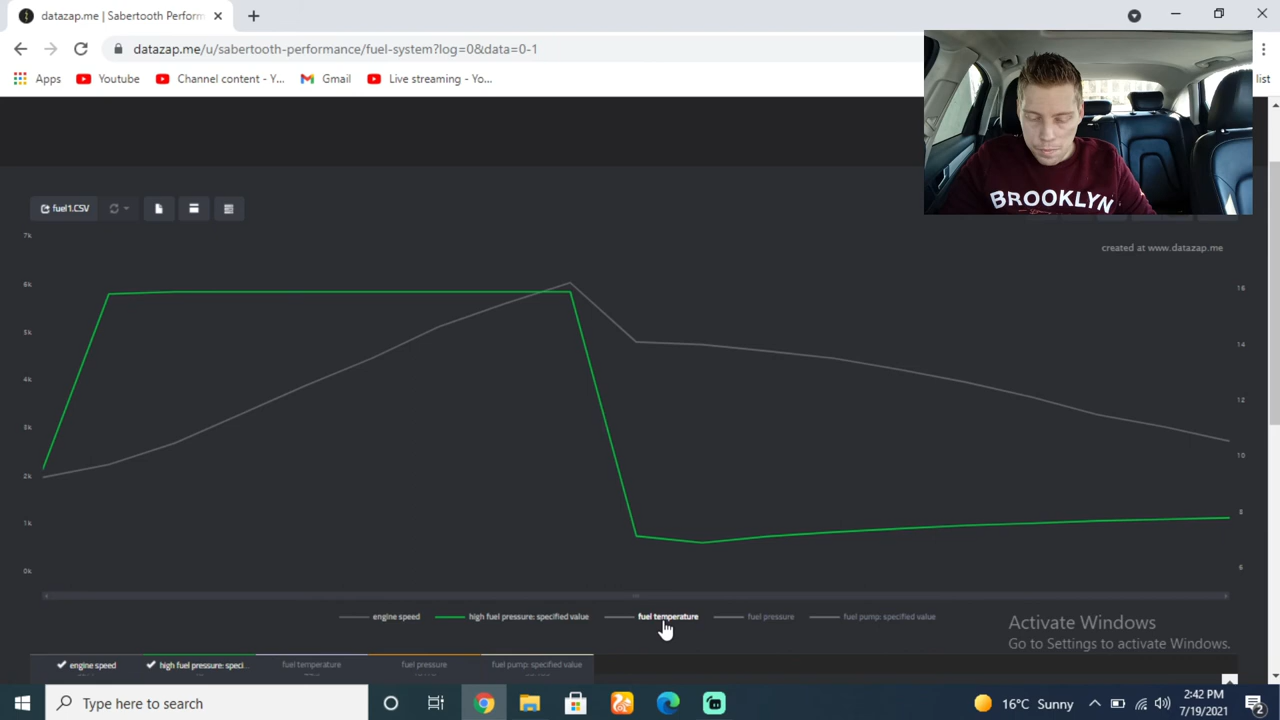 datazap.me | Sabertooth Perform
datazap.me/u/sabertooth-performance/fuel-system?log=0&data=0-1
Apps Youtube Channel content - Y... Gmail Live streaming - Yo... list
BROOKLYN
fuel1.CSV
created at www.datazap.me
7k
6k
5k
4k
3k
2k
1k
0k
16
14
12
10
8
6
engine speed high fuel pressure: specified value fuel temperature fuel pressure fuel pump: specified value
Activate Windows
Go to Settings to activate Windows.
engine speed high fuel pressure: speci... fuel temperature fuel pressure fuel pump: specified value
Type here to search
16°C Sunny
2:42 PM
7/19/2021
2